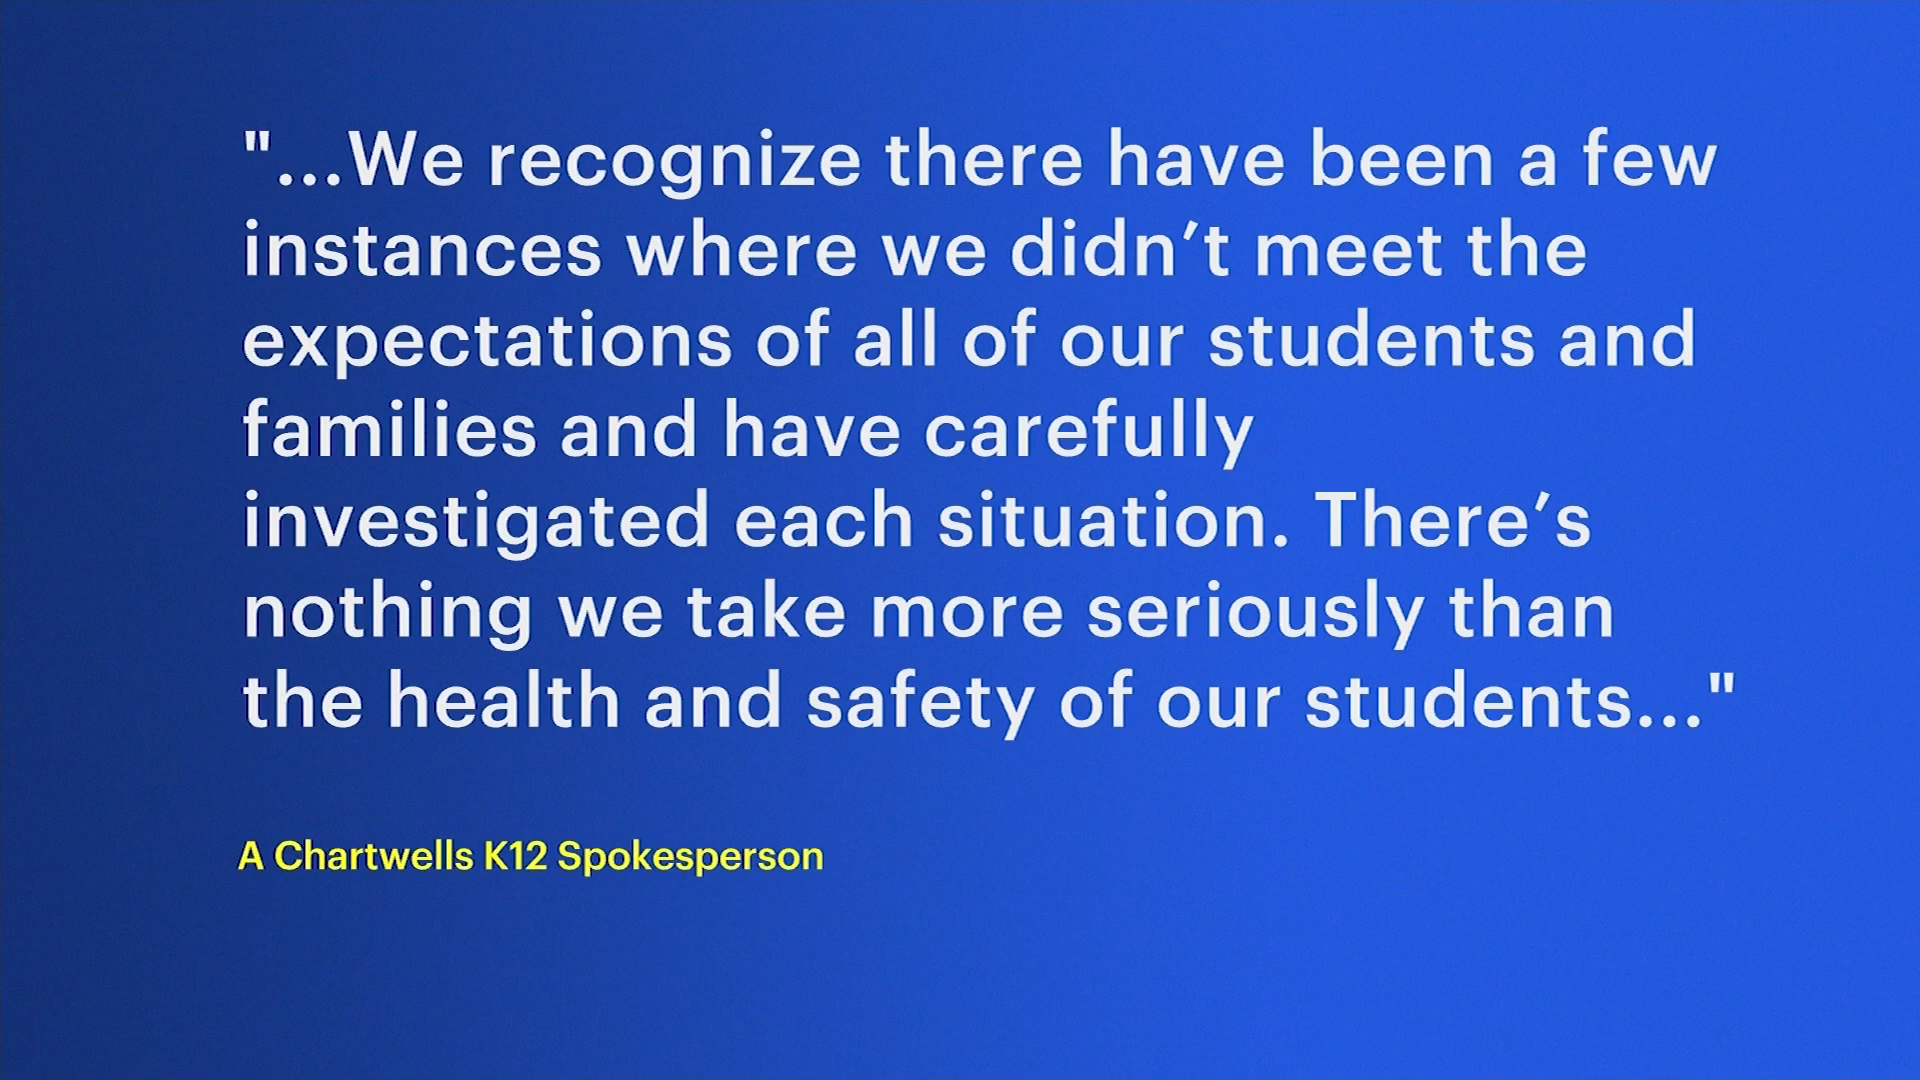 "...We recognize there have been a few
instances where we didn’t meet the
expectations of all of our students and
families and have carefully
investigated each situation. There’s
nothing we take more seriously than
the health and safety of our students..."
A Chartwells K12 Spokesperson